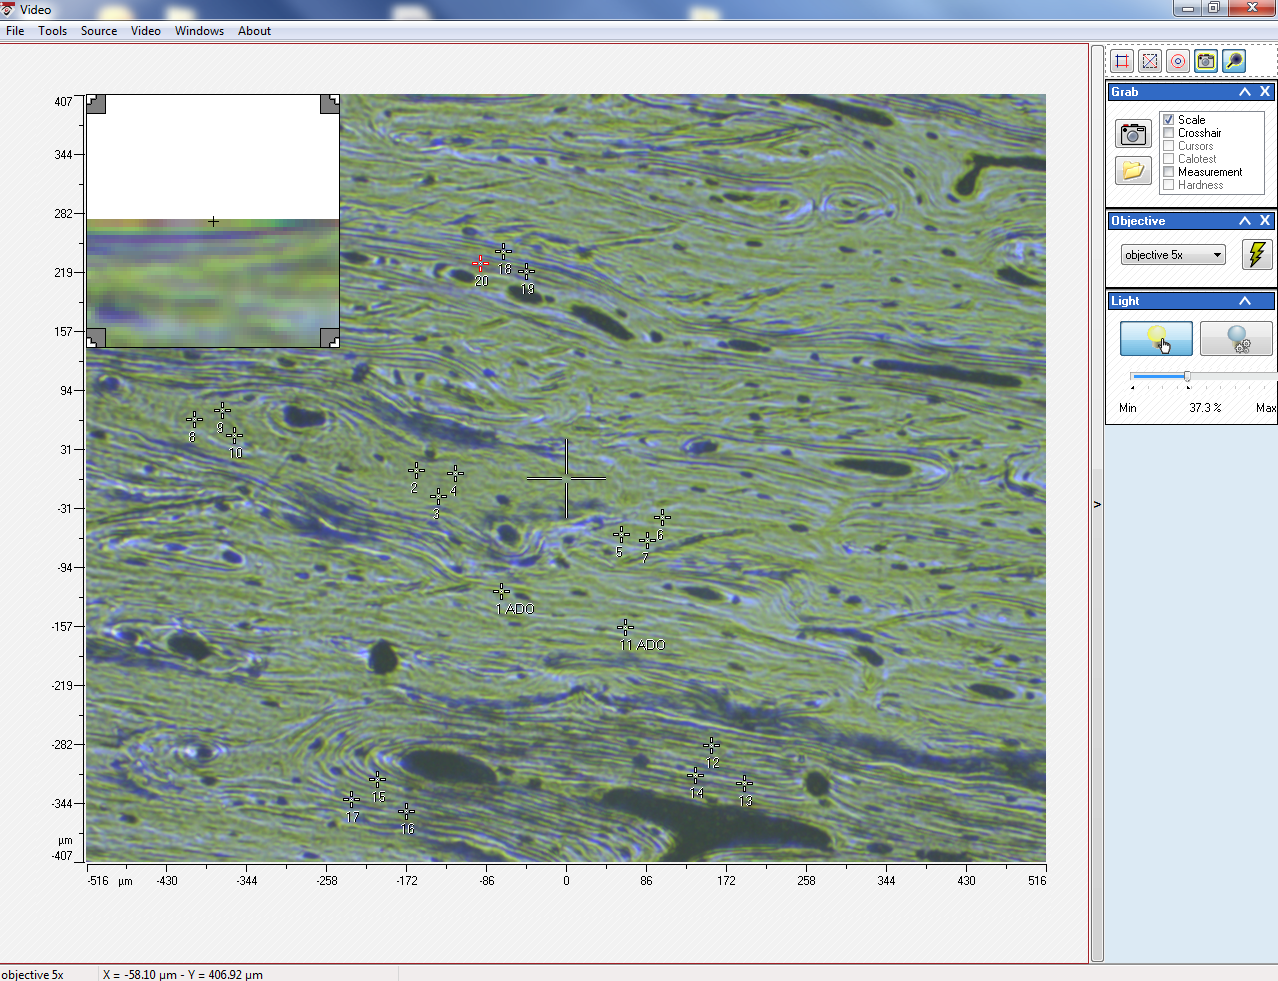 Video
File Tools Source Video Windows About
Grab
Scale
Crosshair
Cursors
Calotest
Measurement
Hardness
Objective
objective 5x
Light
Min 37.3 % Max
>
407
344
282
219
157
94
31
-31
-94
-157
-219
-282
-344
µm
-407
18
20
19
8
9
10
2
4
3
5
6
7
1 ADO
11 ADO
12
14
13
15
17
16
-516 µm -430 -344 -258 -172 -86 0 86 172 258 344 430 516
objective 5x X = -58.10 µm - Y = 406.92 µm